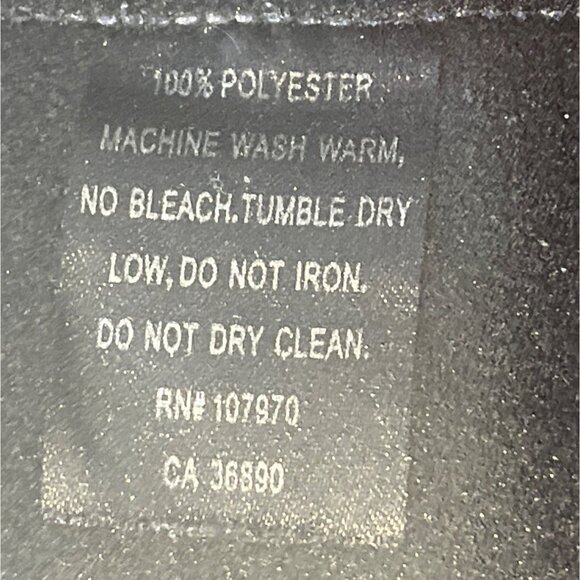 100% POLYESTER
MACHINE WASH WARM,
NO BLEACH.TUMBLE DRY
LOW, DO NOT IRON.
DO NOT DRY CLEAN.
RN# 107970
CA 36890